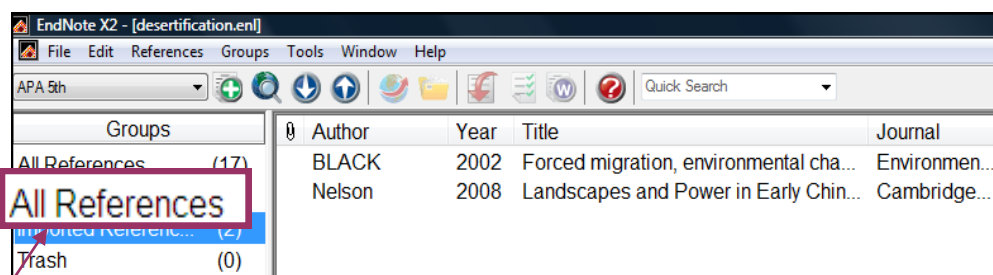 EndNote X2 - [desertification.enl]
File Edit References Groups Tools Window Help
APA 5th Quick Search
Groups Author Year Title Journal
All References (17) BLACK 2002 Forced migration, environmental cha... Environmen...
All References Nelson 2008 Landscapes and Power in Early Chin... Cambridge...
Imported Referenc... (2)
Trash (0)